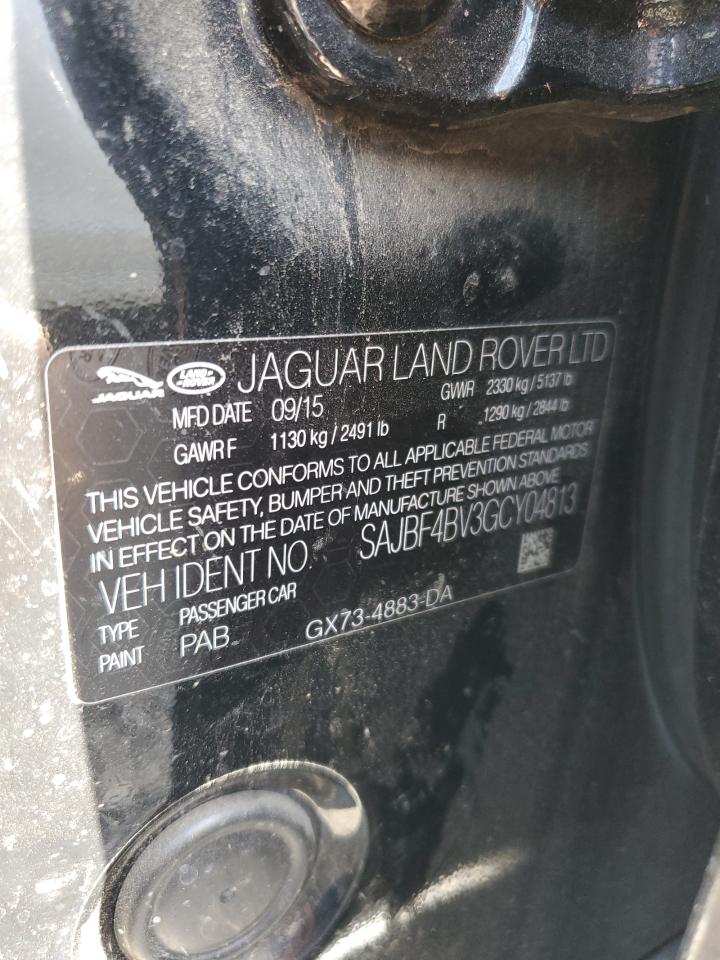 JAGUAR LAND-ROVER JAGUAR LAND ROVER LTD
MFD DATE 09/15 GVWR 2330 kg / 5137 lb
GAWR F 1130 kg / 2491 lb R 1290 kg / 2844 lb
THIS VEHICLE CONFORMS TO ALL APPLICABLE FEDERAL MOTOR
VEHICLE SAFETY, BUMPER AND THEFT PREVENTION STANDARDS
IN EFFECT ON THE DATE OF MANUFACTURE SHOWN ABOVE
VEH IDENT NO. SAJBF4BV3GCY04813
TYPE PASSENGER CAR
PAINT PAB GX73-4883-DA